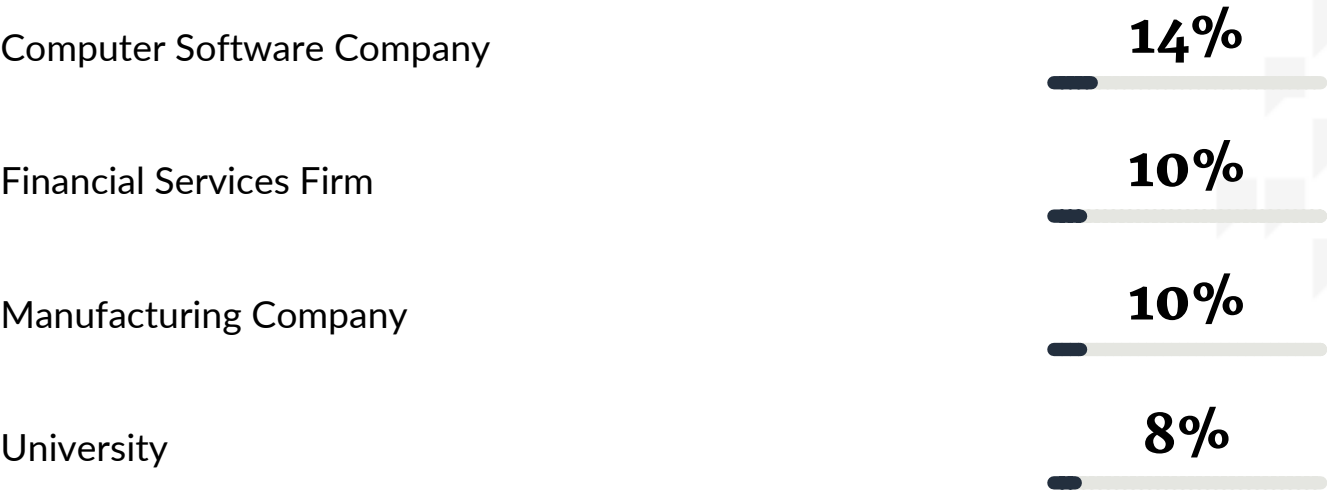 Computer Software Company 14%
Financial Services Firm 10%
Manufacturing Company 10%
University 8%